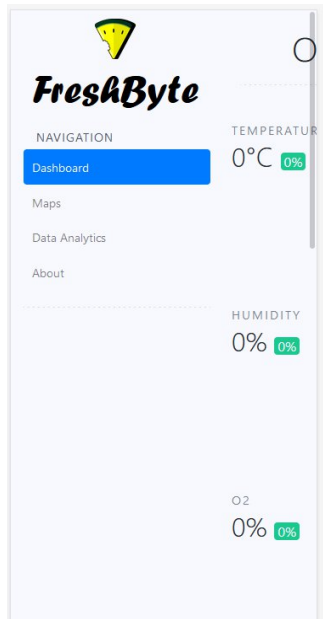 FreshByte
NAVIGATION
Dashboard
Maps
Data Analytics
About
O
TEMPERATUR
0°C 0%
HUMIDITY
0% 0%
O2
0% 0%